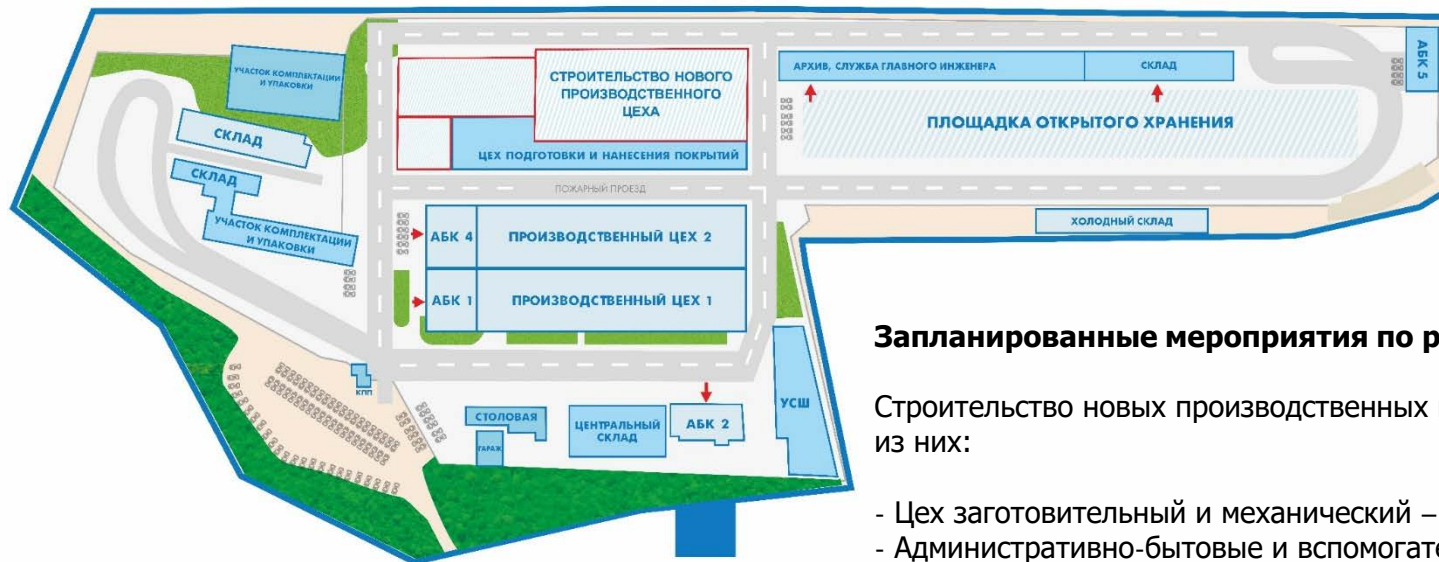 УЧАСТОК КОМПЛЕКТАЦИИ
И УПАКОВКИ
СКЛАД
СКЛАД
УЧАСТОК КОМПЛЕКТАЦИИ
И УПАКОВКИ
СТРОИТЕЛЬСТВО НОВОГО
ПРОИЗВОДСТВЕННОГО
ЦЕХА
ЦЕХ ПОДГОТОВКИ И НАНЕСЕНИЯ ПОКРЫТИЙ
АРХИВ, СЛУЖБА ГЛАВНОГО ИНЖЕНЕРА
СКЛАД
АБК 5
ПЛОЩАДКА ОТКРЫТОГО ХРАНЕНИЯ
ПОЖАРНЫЙ ПРОЕЗД
ХОЛОДНЫЙ СКЛАД
АБК 4
ПРОИЗВОДСТВЕННЫЙ ЦЕХ 2
АБК 1
ПРОИЗВОДСТВЕННЫЙ ЦЕХ 1
КПП
СТОЛОВАЯ
ГАРАЖ
ЦЕНТРАЛЬНЫЙ
СКЛАД
АБК 2
УСШ
Запланированные мероприятия по р
Строительство новых производственных
из них:
- Цех заготовительный и механический –
- Административно-бытовые и вспомогате